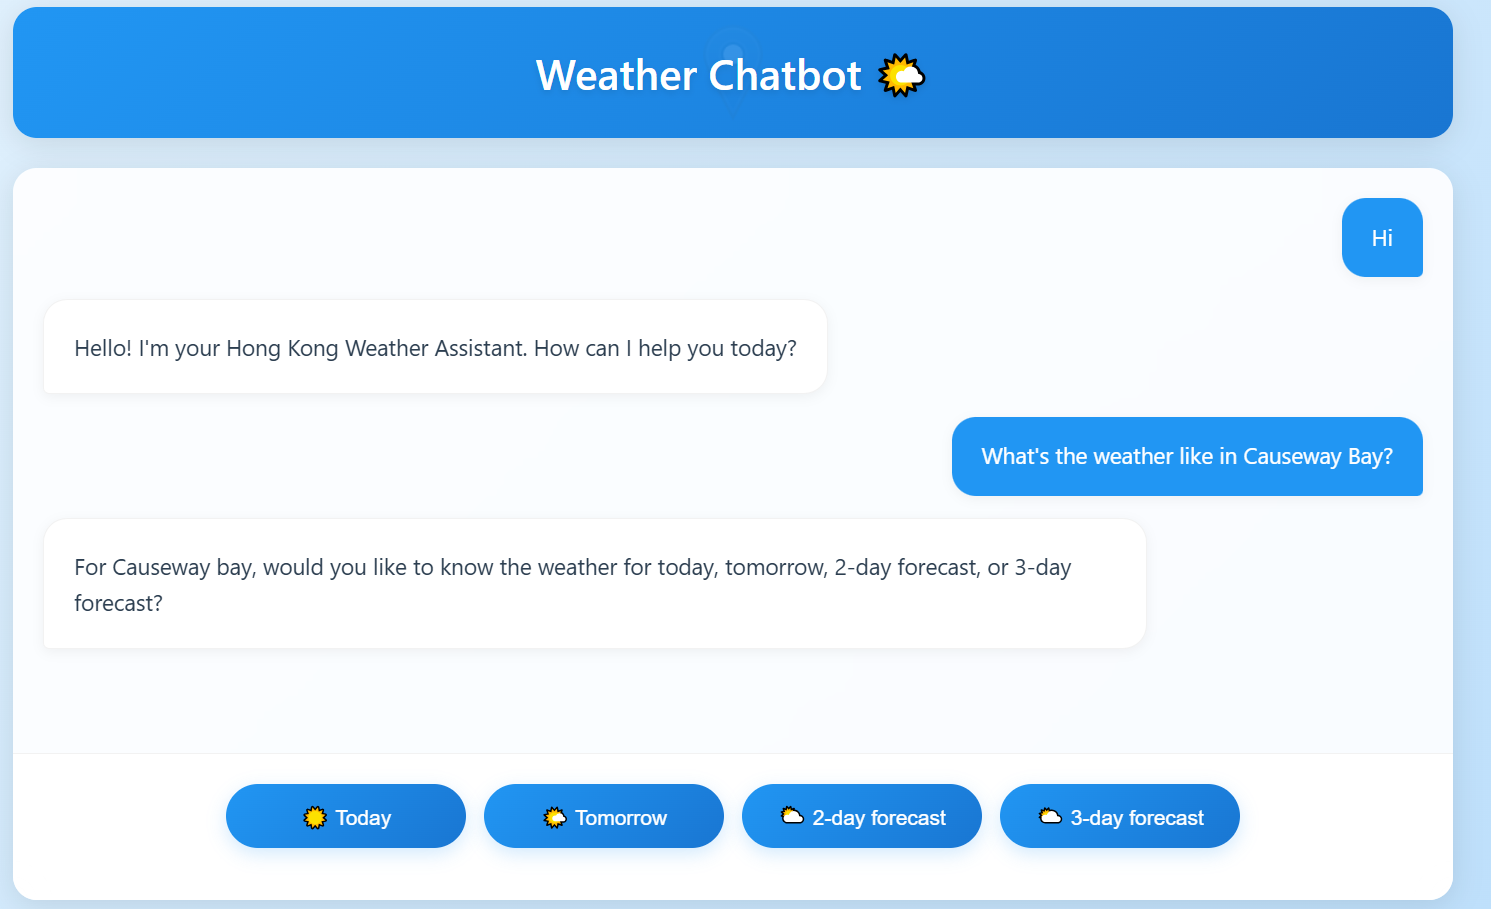 Weather Chatbot
Hi
Hello! I'm your Hong Kong Weather Assistant. How can I help you today?
What's the weather like in Causeway Bay?
For Causeway bay, would you like to know the weather for today, tomorrow, 2-day forecast, or 3-day
forecast?
Today
Tomorrow
2-day forecast
3-day forecast